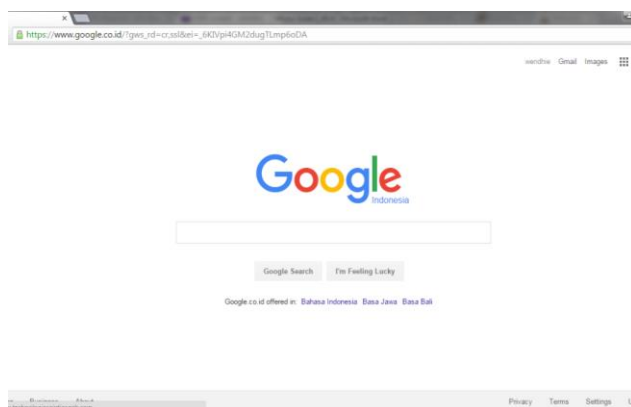 https://www.google.co.id/?gws_rd=cr,ssl&ei=_6KIVpi4GM2dugTLmp6oDA
Gmail Images
Google
Indonesia
Google Search I'm Feeling Lucky
Google.co.id offered in: Bahasa Indonesia Basa Jawa Basa Bali
Business About Privacy Terms Settings